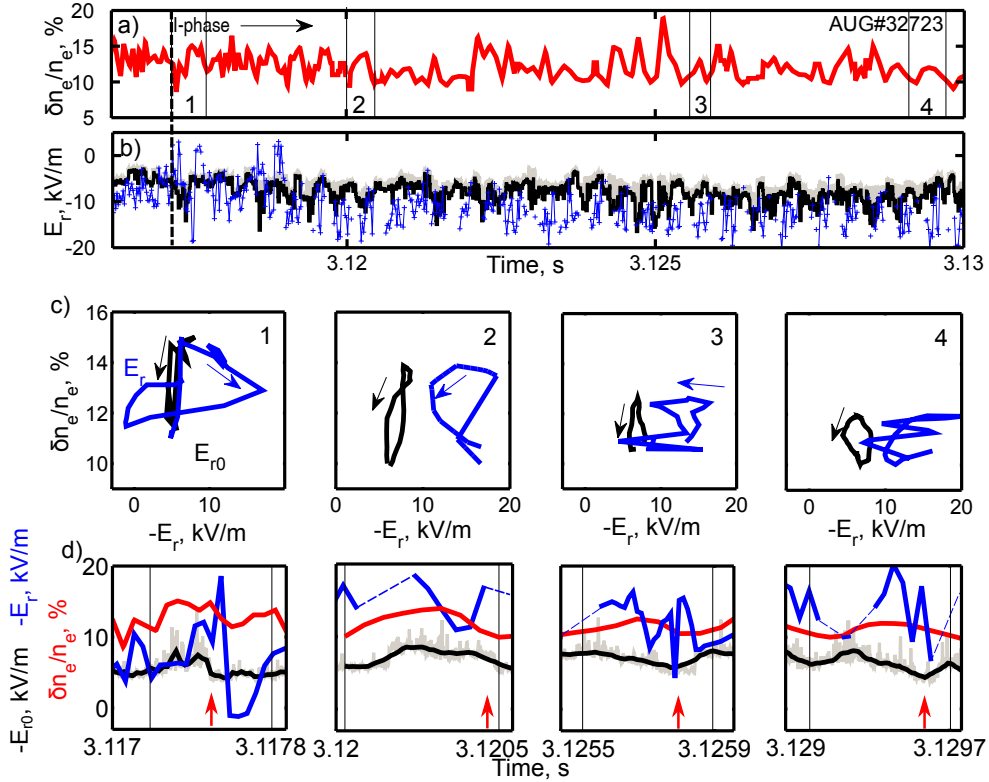 a)
I-phase
AUG#32723
δn_e/n_e, %
20
15
10
5
1
2
3
4
b)
E_r, kV/m
0
-10
-20
3.12
3.125
3.13
Time, s
c)
δn_e/n_e, %
16
14
12
10
1
E_r
E_r0
0
10
-E_r, kV/m
2
0
10
20
-E_r, kV/m
3
0
10
20
-E_r, kV/m
4
0
10
20
-E_r, kV/m
d)
-E_r0, kV/m -E_r, kV/m
δn_e/n_e, %
20
10
0
3.117
3.1178
3.12
3.1205
3.1255
3.1259
3.129
3.1297
Time, s